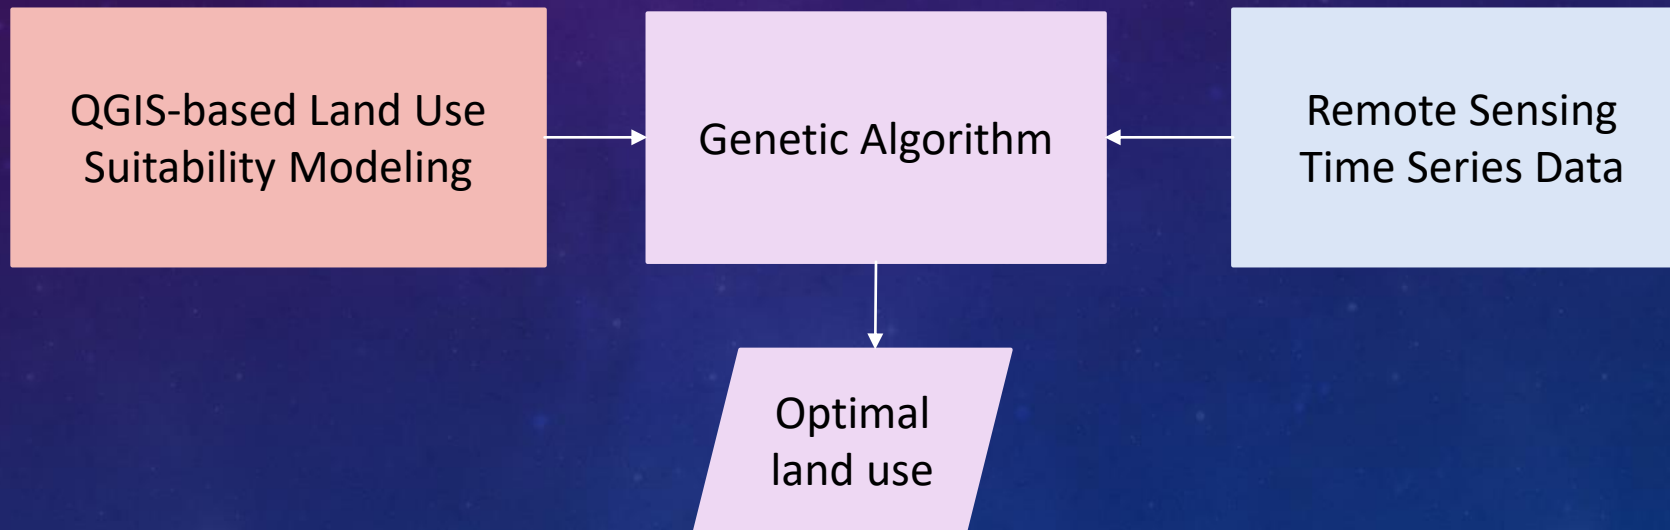 QGIS-based Land Use
Suitability Modeling
Genetic Algorithm
Remote Sensing
Time Series Data
Optimal
land use